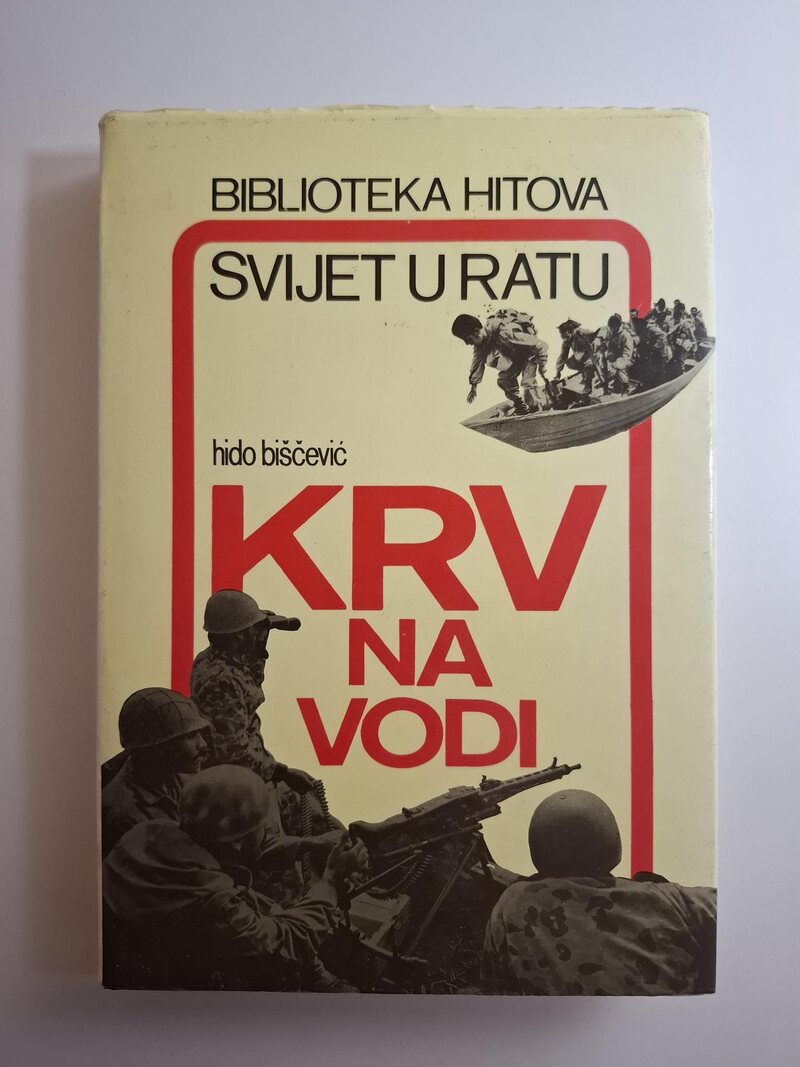 BIBLIOTEKA HITOVA
SVIJET U RATU
hido biščević
KRV
NA
VODI